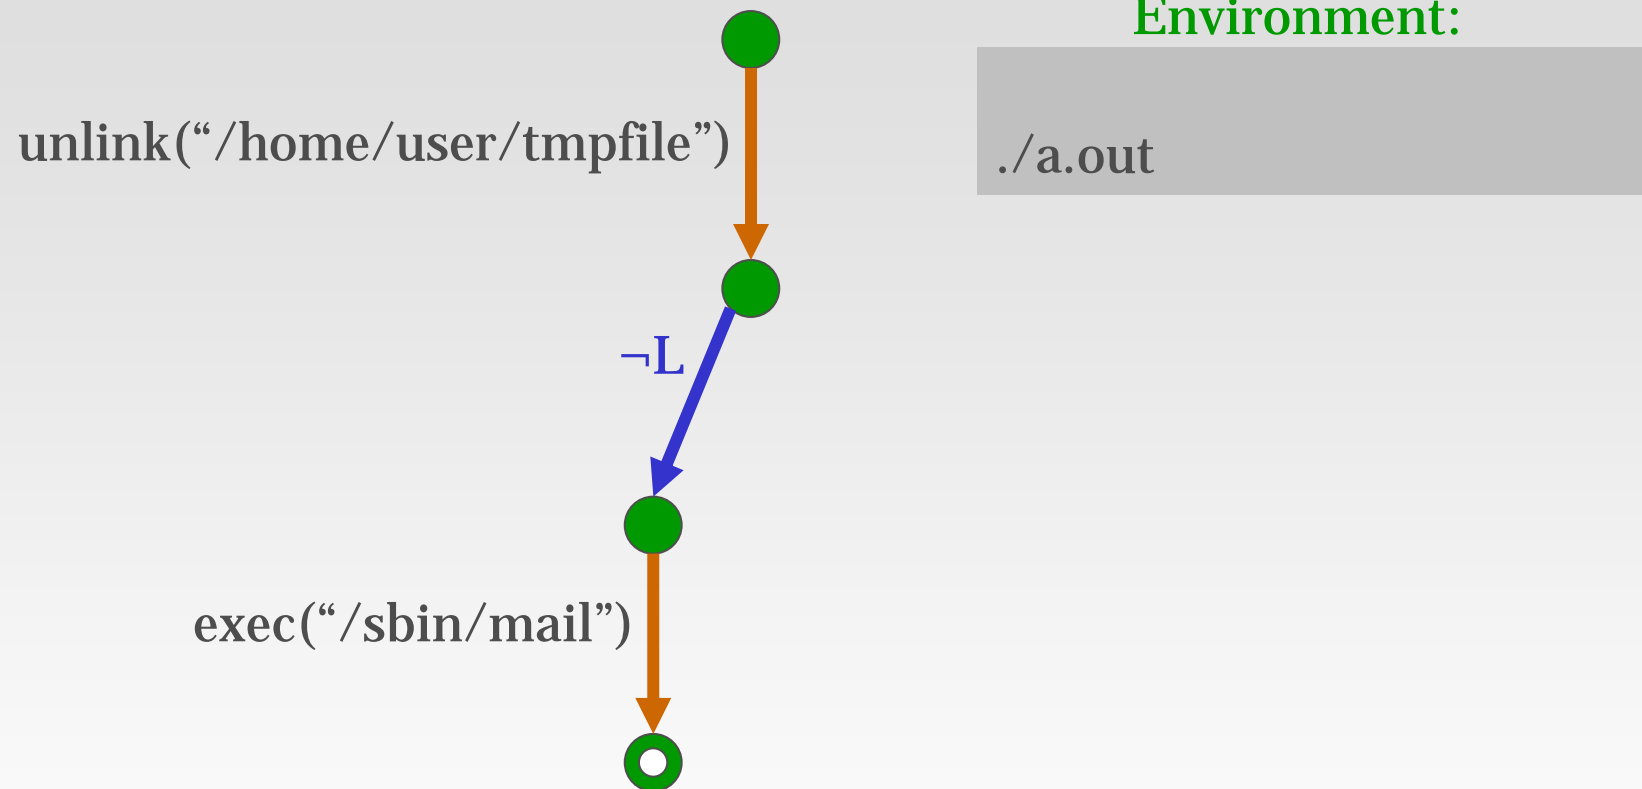 Environment:
unlink(“/home/user/tmpfile”)
./a.out
¬L
exec(“/sbin/mail”)